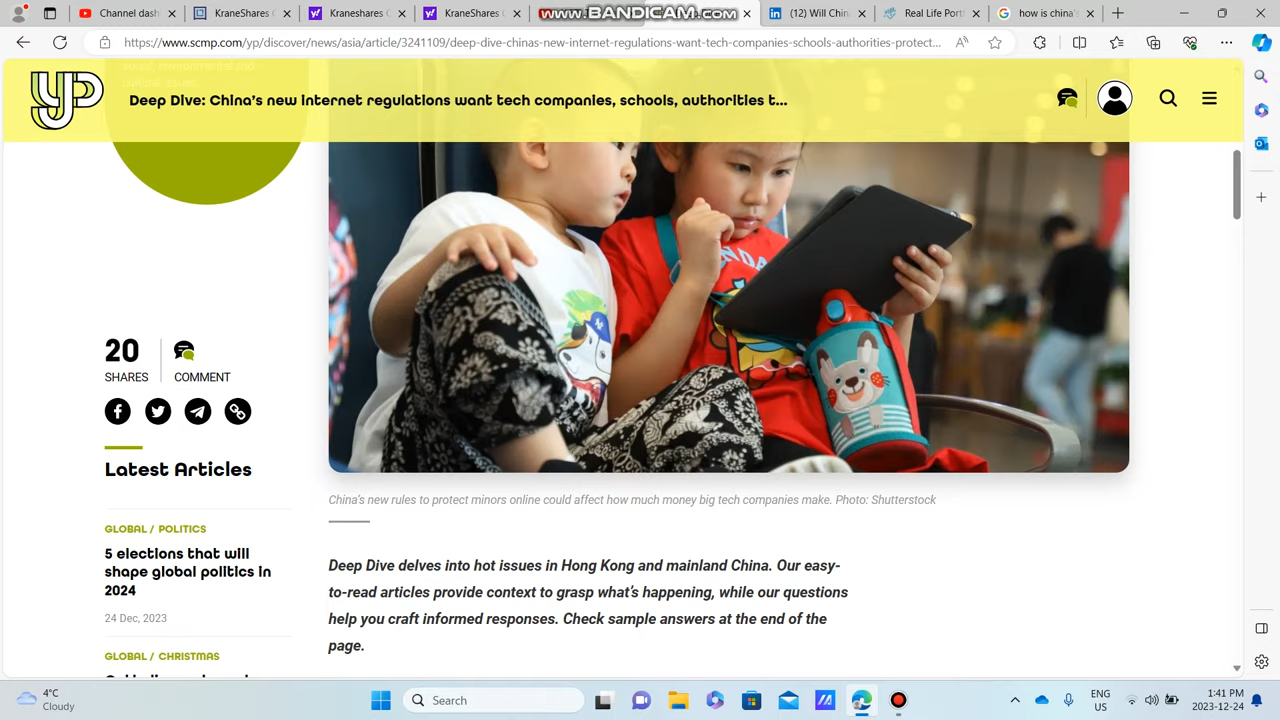 KraneShares C
Kraneshares
KraneShares C
WWW.BANDICAM.COM
(12) Will Chin
Real Life Port
how is china
https://www.scmp.com/yp/discover/news/asia/article/3241109/deep-dive-chinas-new-internet-regulations-want-tech-companies-schools-authorities-protect...
YP
Deep Dive: China's new internet regulations want tech companies, schools, authorities t...
20
SHARES
COMMENT
Latest Articles
GLOBAL / POLITICS
5 elections that will
shape global politics in
2024
24 Dec, 2023
GLOBAL / CHRISTMAS
China's new rules to protect minors online could affect how much money big tech companies make. Photo: Shutterstock
Deep Dive delves into hot issues in Hong Kong and mainland China. Our easy-
to-read articles provide context to grasp what's happening, while our questions
help you craft informed responses. Check sample answers at the end of the
page.
4°C
Cloudy
Search
ENG
US
1:41 PM
2023-12-24